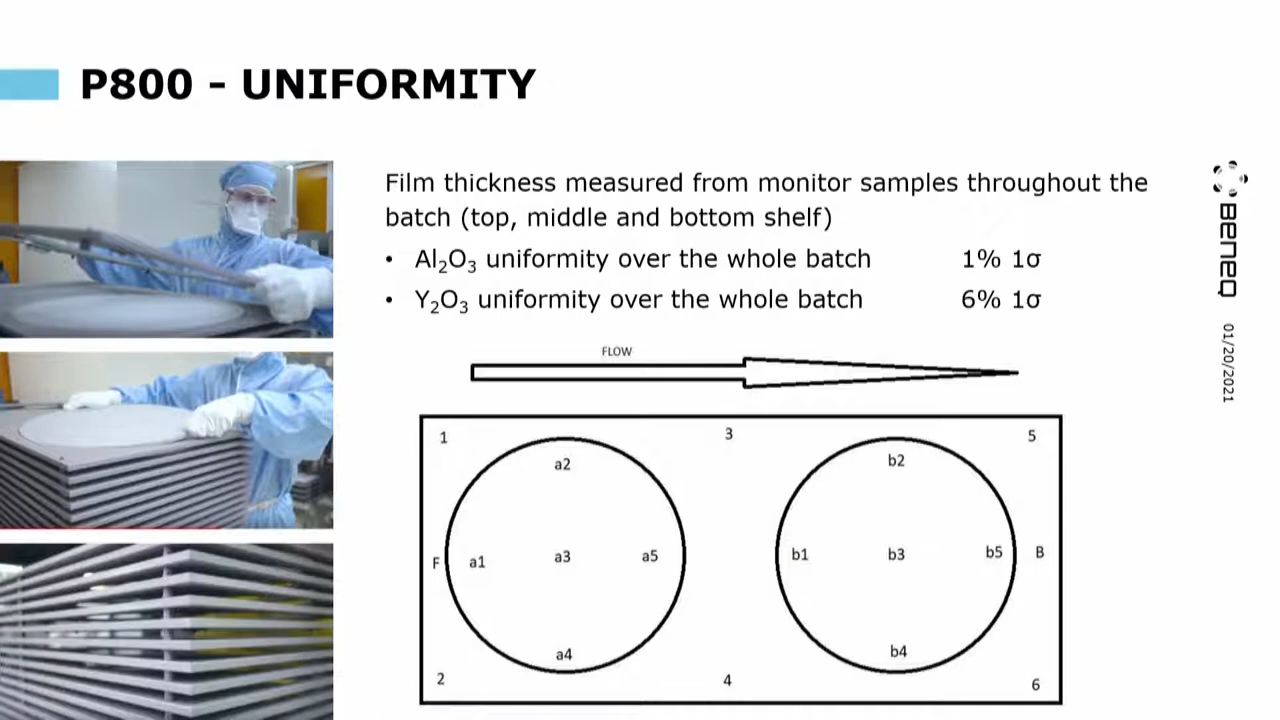 P800 - UNIFORMITY
Film thickness measured from monitor samples throughout the
batch (top, middle and bottom shelf)
• Al₂O₃ uniformity over the whole batch 1% 1σ
• Y₂O₃ uniformity over the whole batch 6% 1σ
FLOW
1 3 5
a2 b2
F a1 a3 a5 b1 b3 b5 B
a4 b4
2 4 6
BeneQ
01/20/2021